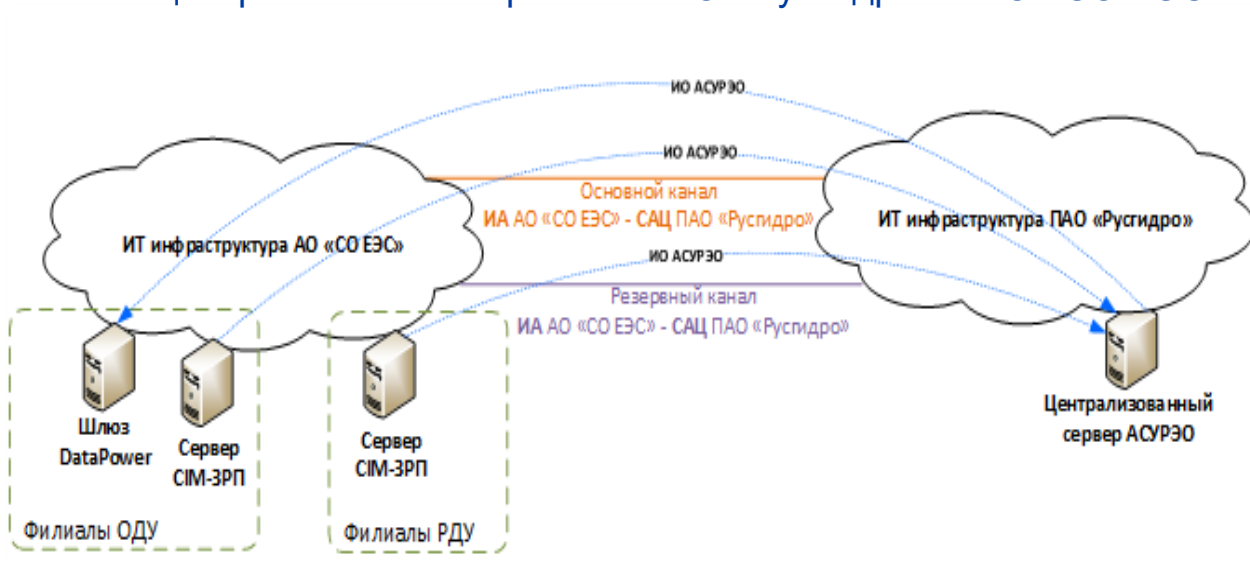 ИО АСУРЭО
ИО АСУРЭО
Основной канал
ИА АО «СО ЕЭС» - САЦ ПАО «Русгидро»
ИТ инфраструктура ПАО «Русгидро»
ИТ инфраструктура АО «СО ЕЭС»
ИО АСУРЭО
Резервный канал
ИА АО «СО ЕЭС» - САЦ ПАО «Русгидро»
Шлюз
DataPower
Сервер
CIM-ЗРП
Сервер
CIM-ЗРП
Централизованный
сервер АСУРЭО
Филиалы ОДУ
Филиалы РДУ